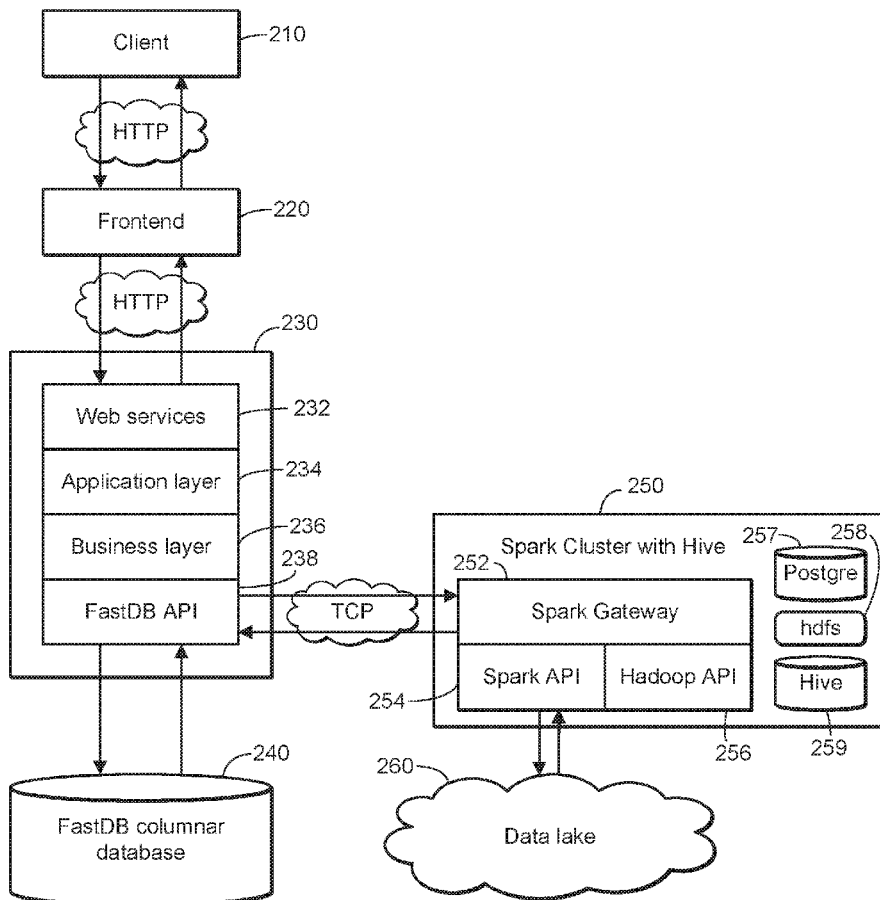 Client
210
HTTP
Frontend
220
HTTP
230
Web services
232
Application layer
234
Business layer
236
238
FastDB API
TCP
250
Spark Cluster with Hive
257
258
252
Postgre
Spark Gateway
hdfs
254
Spark API
Hadoop API
Hive
256
259
240
FastDB columnar
database
260
Data lake